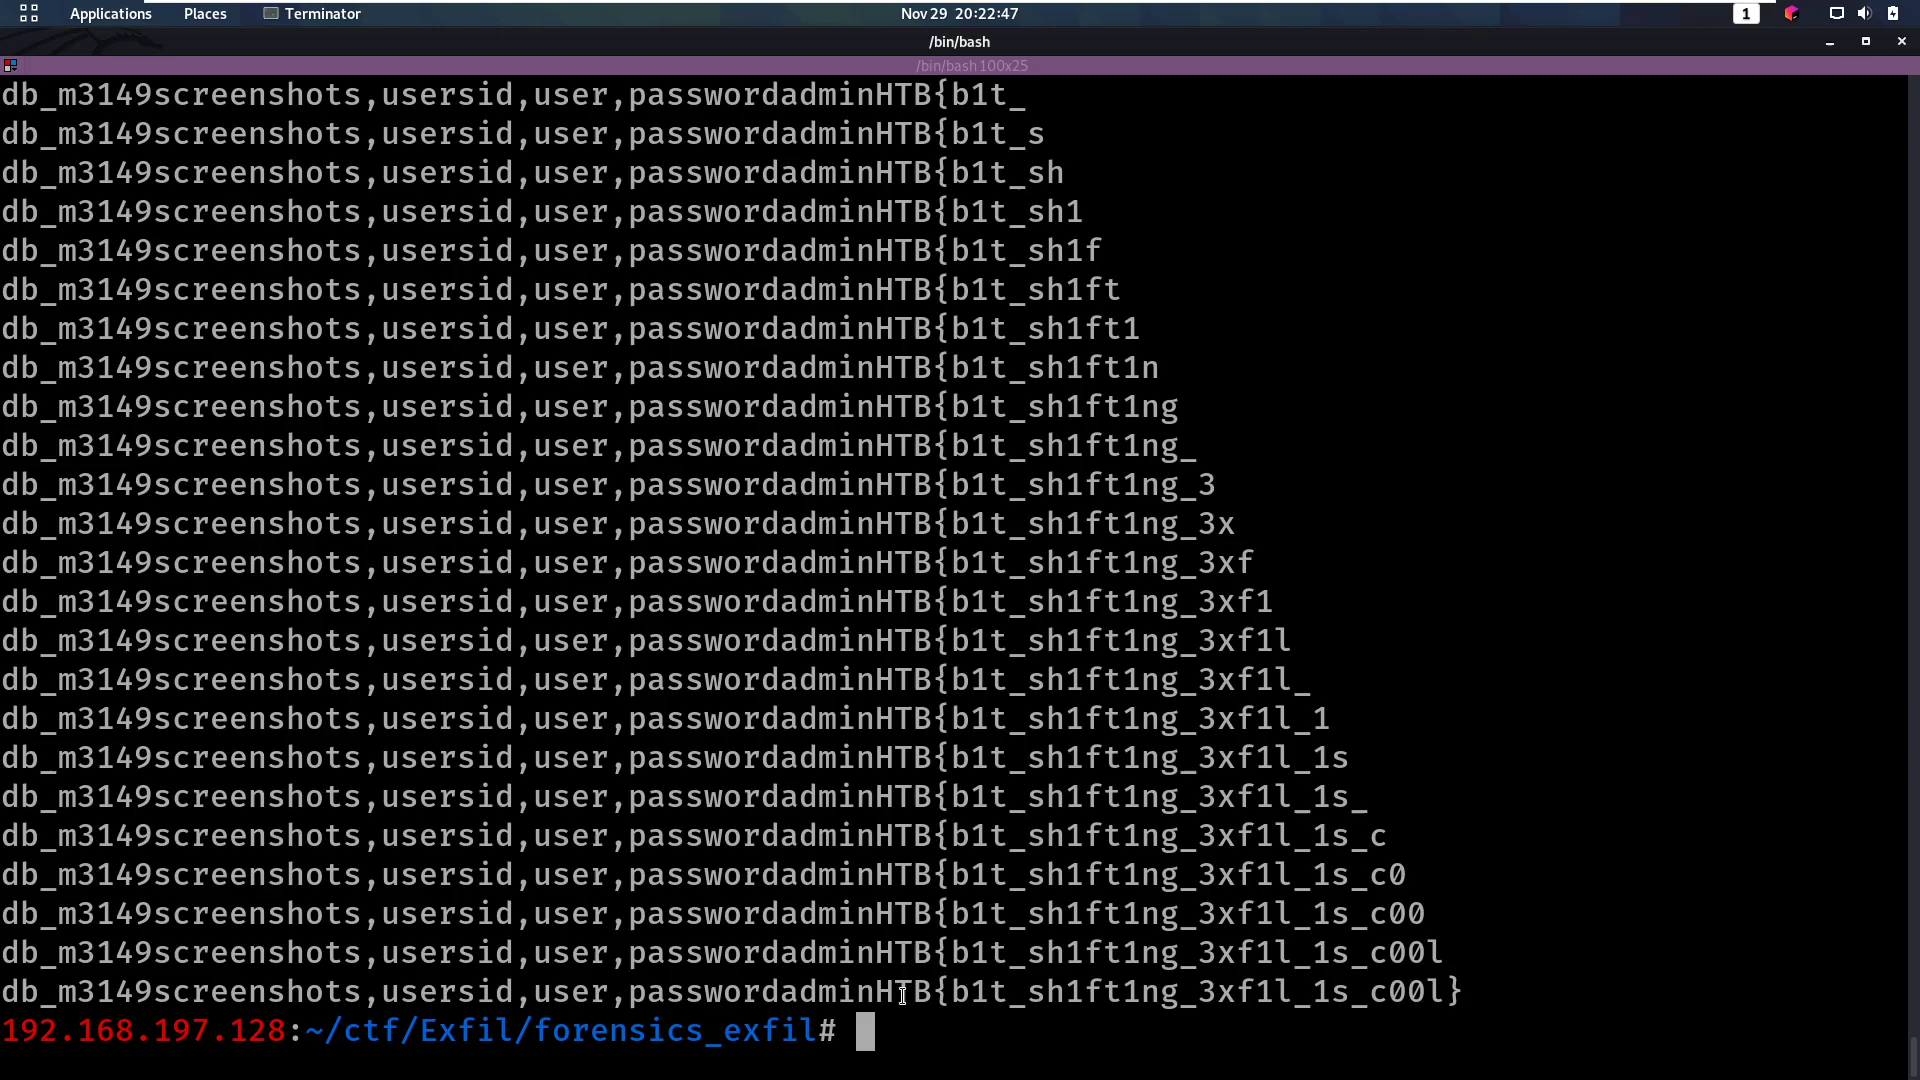 Applications Places Terminator Nov 29 20:22:47 1
/bin/bash
/bin/bash 100x25
db_m3149screenshots,usersid,user,passwordadminHTB{b1t_
db_m3149screenshots,usersid,user,passwordadminHTB{b1t_s
db_m3149screenshots,usersid,user,passwordadminHTB{b1t_sh
db_m3149screenshots,usersid,user,passwordadminHTB{b1t_sh1
db_m3149screenshots,usersid,user,passwordadminHTB{b1t_sh1f
db_m3149screenshots,usersid,user,passwordadminHTB{b1t_sh1ft
db_m3149screenshots,usersid,user,passwordadminHTB{b1t_sh1ft1
db_m3149screenshots,usersid,user,passwordadminHTB{b1t_sh1ft1n
db_m3149screenshots,usersid,user,passwordadminHTB{b1t_sh1ft1ng
db_m3149screenshots,usersid,user,passwordadminHTB{b1t_sh1ft1ng_
db_m3149screenshots,usersid,user,passwordadminHTB{b1t_sh1ft1ng_3
db_m3149screenshots,usersid,user,passwordadminHTB{b1t_sh1ft1ng_3x
db_m3149screenshots,usersid,user,passwordadminHTB{b1t_sh1ft1ng_3xf
db_m3149screenshots,usersid,user,passwordadminHTB{b1t_sh1ft1ng_3xf1
db_m3149screenshots,usersid,user,passwordadminHTB{b1t_sh1ft1ng_3xf1l
db_m3149screenshots,usersid,user,passwordadminHTB{b1t_sh1ft1ng_3xf1l_
db_m3149screenshots,usersid,user,passwordadminHTB{b1t_sh1ft1ng_3xf1l_1
db_m3149screenshots,usersid,user,passwordadminHTB{b1t_sh1ft1ng_3xf1l_1s
db_m3149screenshots,usersid,user,passwordadminHTB{b1t_sh1ft1ng_3xf1l_1s_
db_m3149screenshots,usersid,user,passwordadminHTB{b1t_sh1ft1ng_3xf1l_1s_c
db_m3149screenshots,usersid,user,passwordadminHTB{b1t_sh1ft1ng_3xf1l_1s_c0
db_m3149screenshots,usersid,user,passwordadminHTB{b1t_sh1ft1ng_3xf1l_1s_c00
db_m3149screenshots,usersid,user,passwordadminHTB{b1t_sh1ft1ng_3xf1l_1s_c00l
db_m3149screenshots,usersid,user,passwordadminHTB{b1t_sh1ft1ng_3xf1l_1s_c00l}
192.168.197.128:~/ctf/Exfil/forensics_exfil#